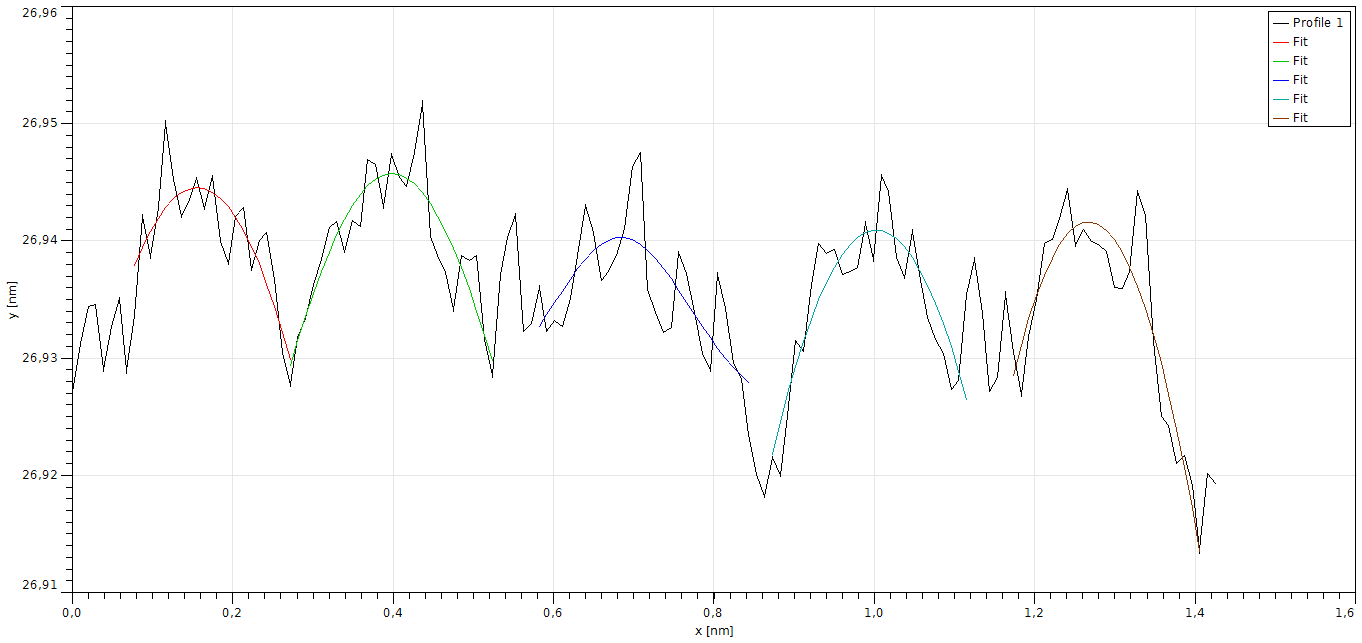 26,96
26,95
26,94
26,93
26,92
26,91
y [nm]
0,0 0,2 0,4 0,6 0,8 1,0 1,2 1,4 1,6
x [nm]
Profile 1
Fit
Fit
Fit
Fit
Fit